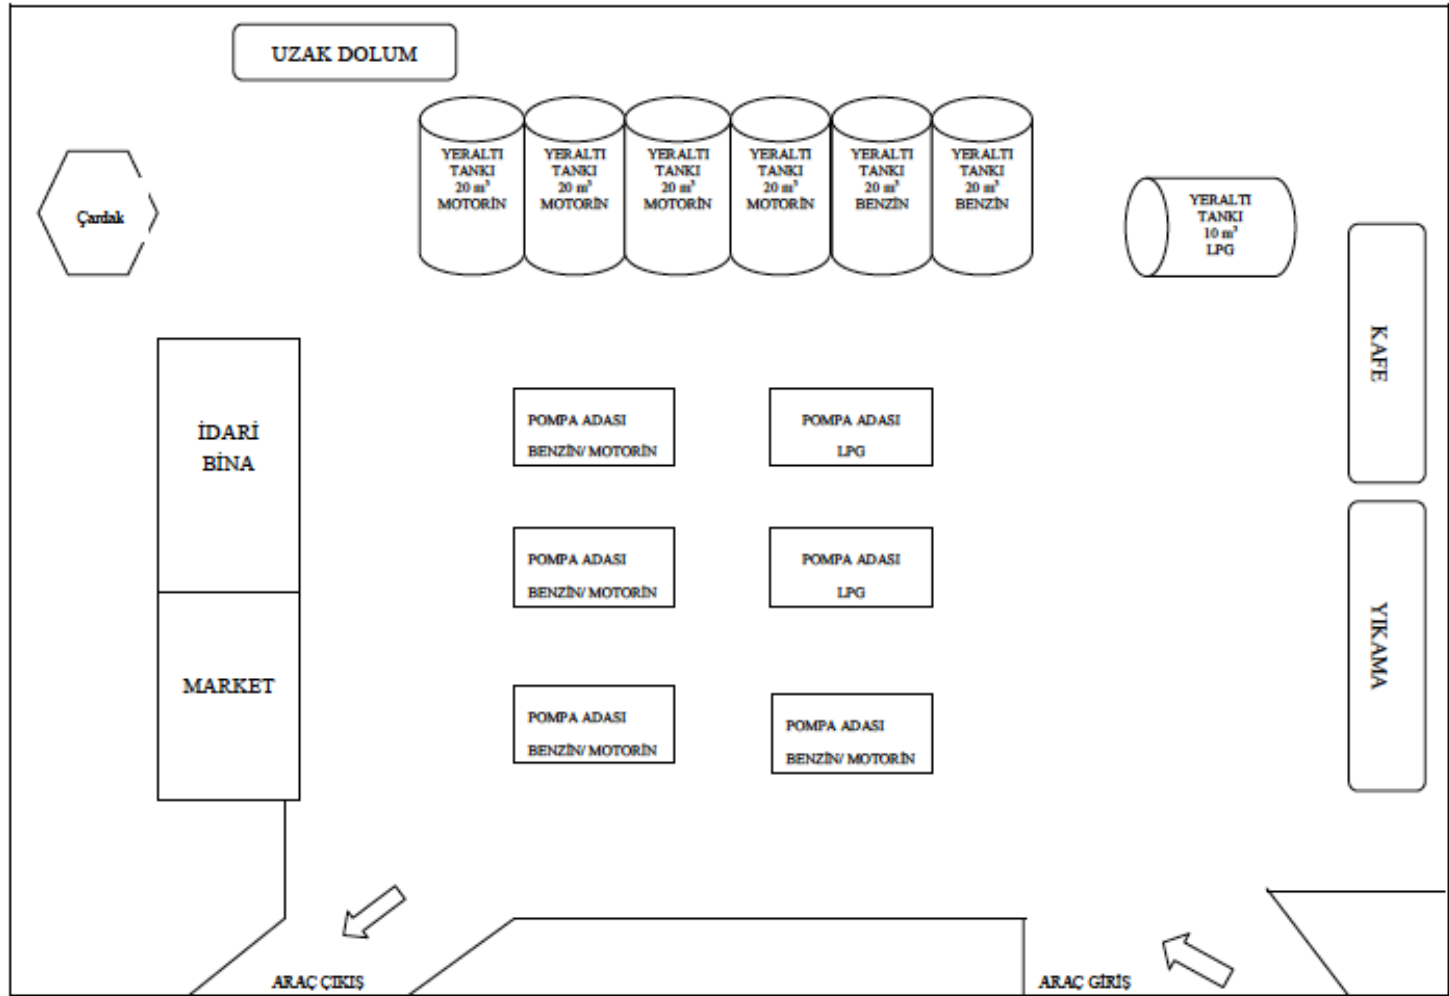 UZAK DOLUM
YERALTI
TANKI
20 m³
MOTORİN
YERALTI
TANKI
20 m³
MOTORİN
YERALTI
TANKI
20 m³
MOTORİN
YERALTI
TANKI
20 m³
MOTORİN
YERALTI
TANKI
20 m³
BENZİN
YERALTI
TANKI
20 m³
BENZİN
YERALTI
TANKI
10 m³
LPG
Çardak
KAFE
İDARİ
BİNA
POMPA ADASI
BENZİN/ MOTORİN
POMPA ADASI
LPG
POMPA ADASI
BENZİN/ MOTORİN
POMPA ADASI
LPG
YIKAMA
MARKET
POMPA ADASI
BENZİN/ MOTORİN
POMPA ADASI
BENZİN/ MOTORİN
ARAÇ ÇIKIŞ
ARAÇ GİRİŞ